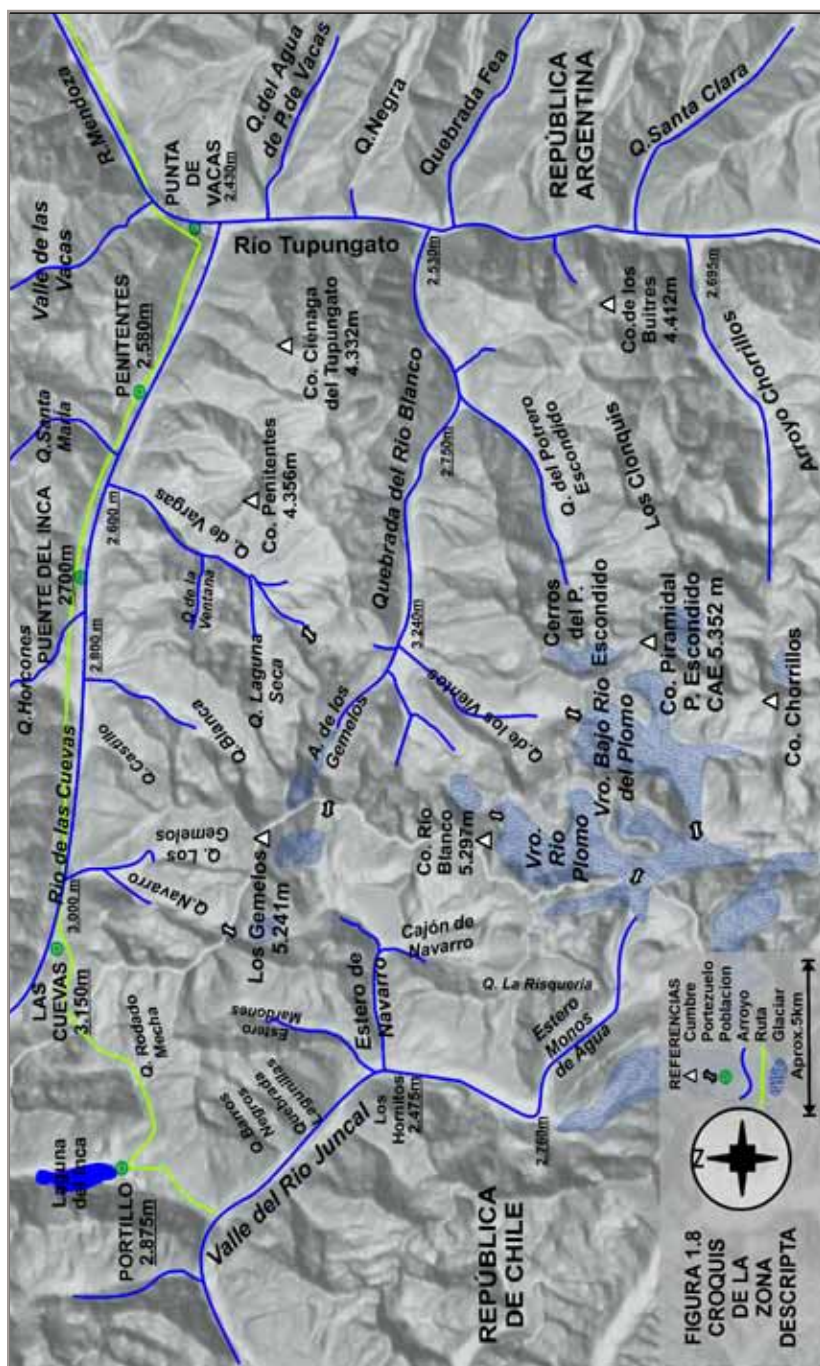 Laguna del Inca
PORTILLO
2.875m
Q. Rodado
Mecha
LAS
CUEVAS
3.150m
3.000 m
Río de las Cuevas
Q.Horcones
PUENTE DEL INCA
2700m
2.800 m
2.600 m
Q.Santa
María
PENITENTES
2.580m
Valle de las
Vacas
R.Mendoza
PUNTA
DE
VACAS
2.430m
Q.del Agua
de P.de Vacas
Q.Negra
Quebrada Fea
REPÚBLICA
ARGENTINA
Q.Santa Clara
Río Tupungato
2.530m
2.695m
Co. Cienaga
del Tupungato
4.332m
Co. Penitentes
4.356m
Q. de Vargas
Q. de la
Ventana
Q. Laguna
Seca
Q.Castillo
Q.Blanca
Q. Los
Gemelos
Q.Navarro
Los Gemelos
5.241m
A. de los
Gemelos
Quebrada del Río Blanco
3.240m
2.750m
Q. del Potrero
Escondido
Los Clonquis
Co.de los
Buitres
4.412m
Arroyo Chorrillos
Q.de los Vientes
Cerros
del P.
Escondido
Co. Piramidal
P. Escondido
CAE 5.352 m
Co. Chorrillos
Vro. Bajo Río
del Plomo
Co. Río
Blanco
5.297m
Vro.
Río
Plomo
Q. Barros
Negros
Quebrada
Lagunillas
Estero
Mardones
Estero de
Navarro
Cajón de
Navarro
Q. La Risquería
Estero
Monos
de Agua
Los
Hornitos
2.475m
2.760m
Valle del Río Juncal
REPÚBLICA
DE CHILE
FIGURA 1.8
CROQUIS
DE LA
ZONA
DESCRIPTA
N
REFERENCIAS
Cumbre
Portezuelo
Poblacion
Arroyo
Ruta
Glaciar
Aprox.5km